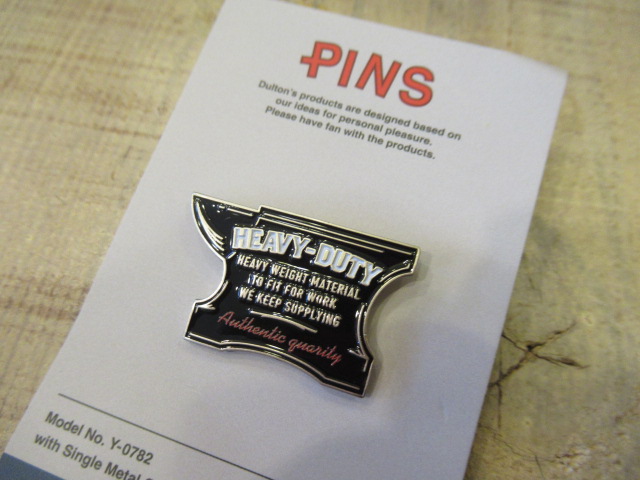 PINS
Dulton's products are designed based on
our ideas for personal pleasure.
Please have fan with the products.
HEAVY-DUTY
HEAVY WEIGHT MATERIAL
TO FIT FOR WORK
WE KEEP SUPPLYING
Authentic quarity
Model No. Y-0782
with Single Metal